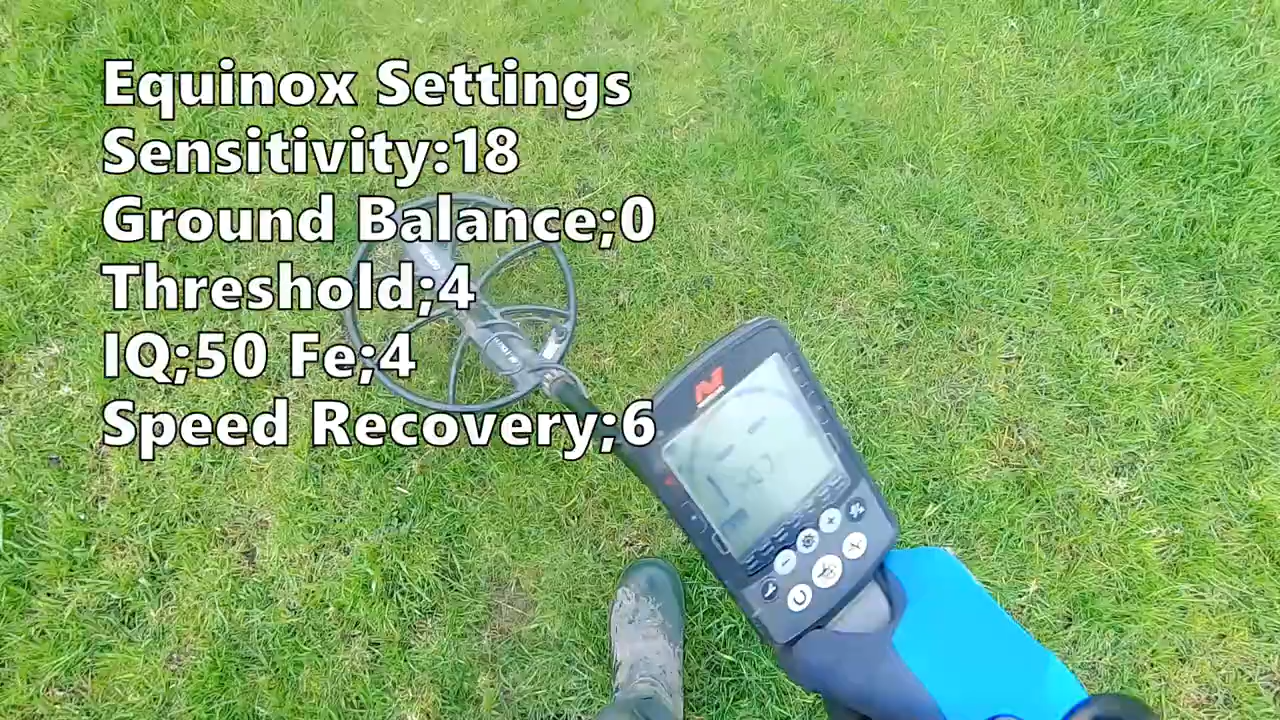 Equinox Settings
Sensitivity:18
Ground Balance;0
Threshold;4
IQ;50 Fe;4
Speed Recovery;6